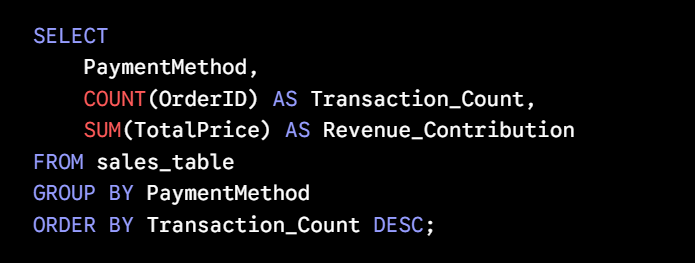 SELECT
    PaymentMethod,
    COUNT(OrderID) AS Transaction_Count,
    SUM(TotalPrice) AS Revenue_Contribution
FROM sales_table
GROUP BY PaymentMethod
ORDER BY Transaction_Count DESC;